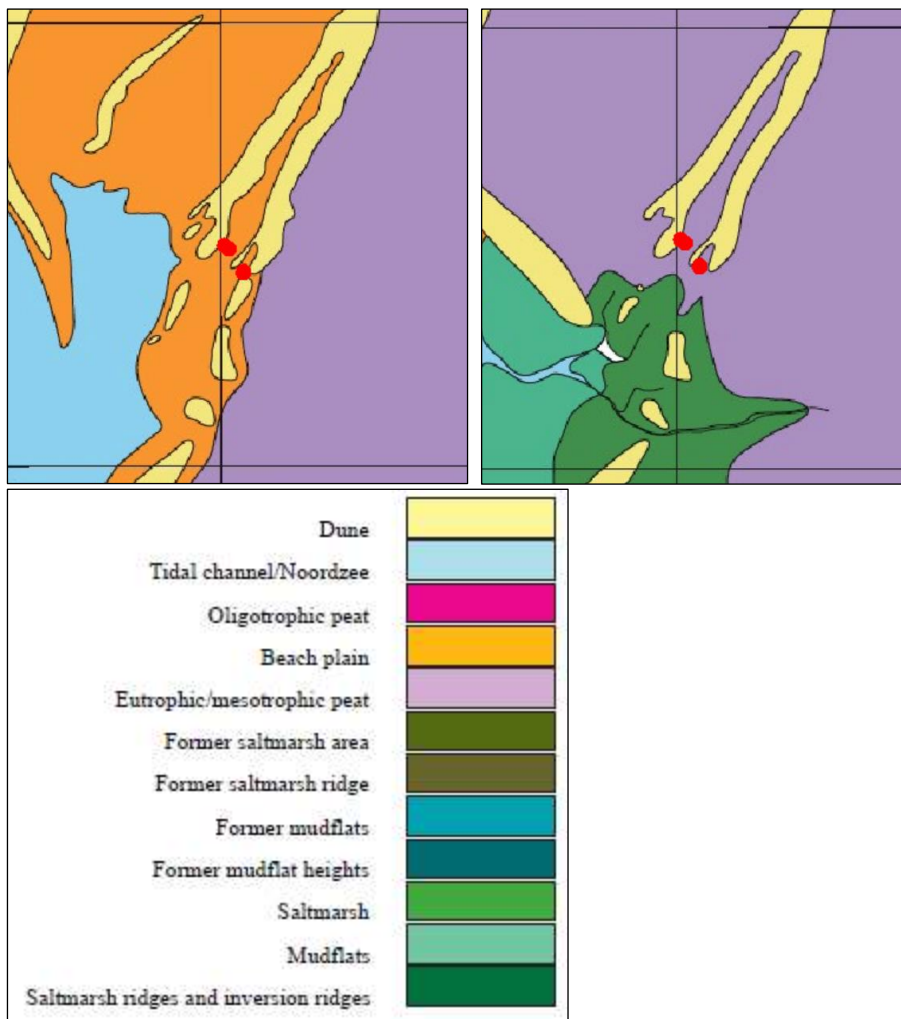 Dune
Tidal channel/Noordzee
Oligotrophic peat
Beach plain
Eutrophic/mesotrophic peat
Former saltmarsh area
Former saltmarsh ridge
Former mudflats
Former mudflat heights
Saltmarsh
Mudflats
Saltmarsh ridges and inversion ridges